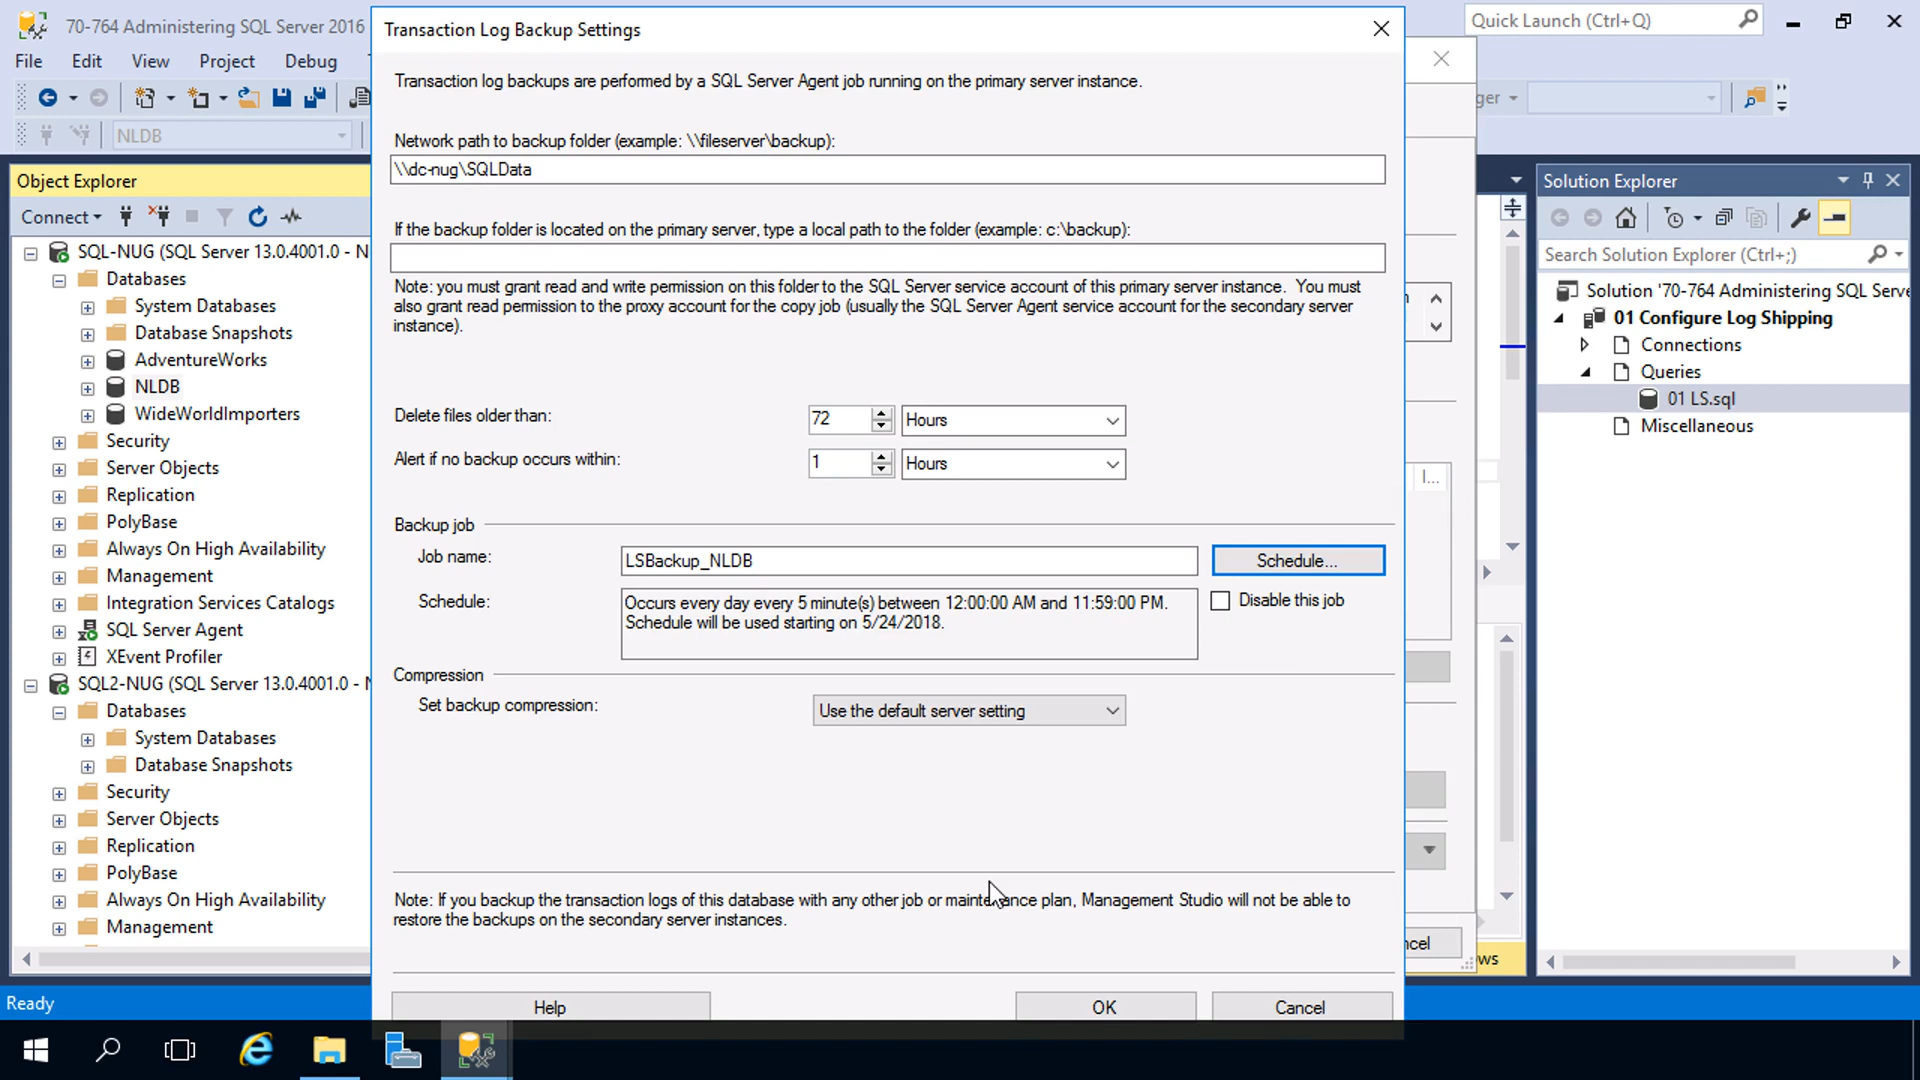 70-764 Administering SQL Server 2016
Quick Launch (Ctrl+Q)
File Edit View Project Debug
NLDB
Object Explorer
Connect
SQL-NUG (SQL Server 13.0.4001.0 - N
Databases
System Databases
Database Snapshots
AdventureWorks
NLDB
WideWorldImporters
Security
Server Objects
Replication
PolyBase
Always On High Availability
Management
Integration Services Catalogs
SQL Server Agent
XEvent Profiler
SQL2-NUG (SQL Server 13.0.4001.0 - N
Databases
System Databases
Database Snapshots
Security
Server Objects
Replication
PolyBase
Always On High Availability
Management
Ready
Transaction Log Backup Settings
Transaction log backups are performed by a SQL Server Agent job running on the primary server instance.
Network path to backup folder (example: \\fileserver\backup):
\\dc-nug\SQLData
If the backup folder is located on the primary server, type a local path to the folder (example: c:\backup):
Note: you must grant read and write permission on this folder to the SQL Server service account of this primary server instance. You must
also grant read permission to the proxy account for the copy job (usually the SQL Server Agent service account for the secondary server
instance).
Delete files older than: 72 Hours
Alert if no backup occurs within: 1 Hours
Backup job
Job name: LSBackup_NLDB Schedule...
Schedule: Occurs every day every 5 minute(s) between 12:00:00 AM and 11:59:00 PM.
Schedule will be used starting on 5/24/2018.
Disable this job
Compression
Set backup compression: Use the default server setting
Note: If you backup the transaction logs of this database with any other job or maintenance plan, Management Studio will not be able to
restore the backups on the secondary server instances.
Help OK Cancel
ger
I...
ncel
ws
Solution Explorer
Search Solution Explorer (Ctrl+;)
Solution '70-764 Administering SQL Serve
01 Configure Log Shipping
Connections
Queries
01 LS.sql
Miscellaneous